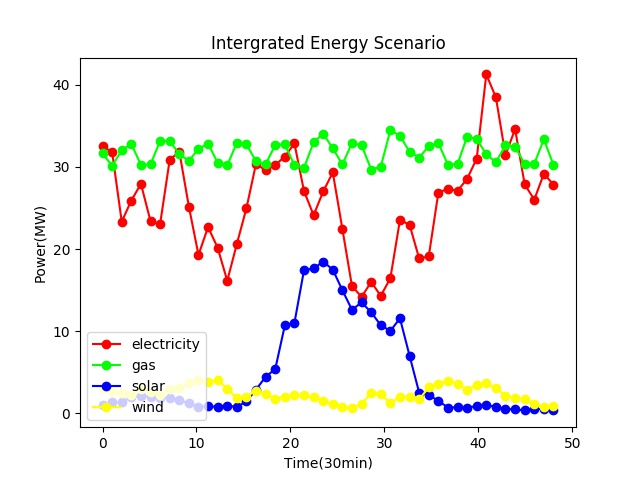 Intergrated Energy Scenario
Power(MW)
40
30
20
10
0
electricity
gas
solar
wind
0 10 20 30 40 50
Time(30min)